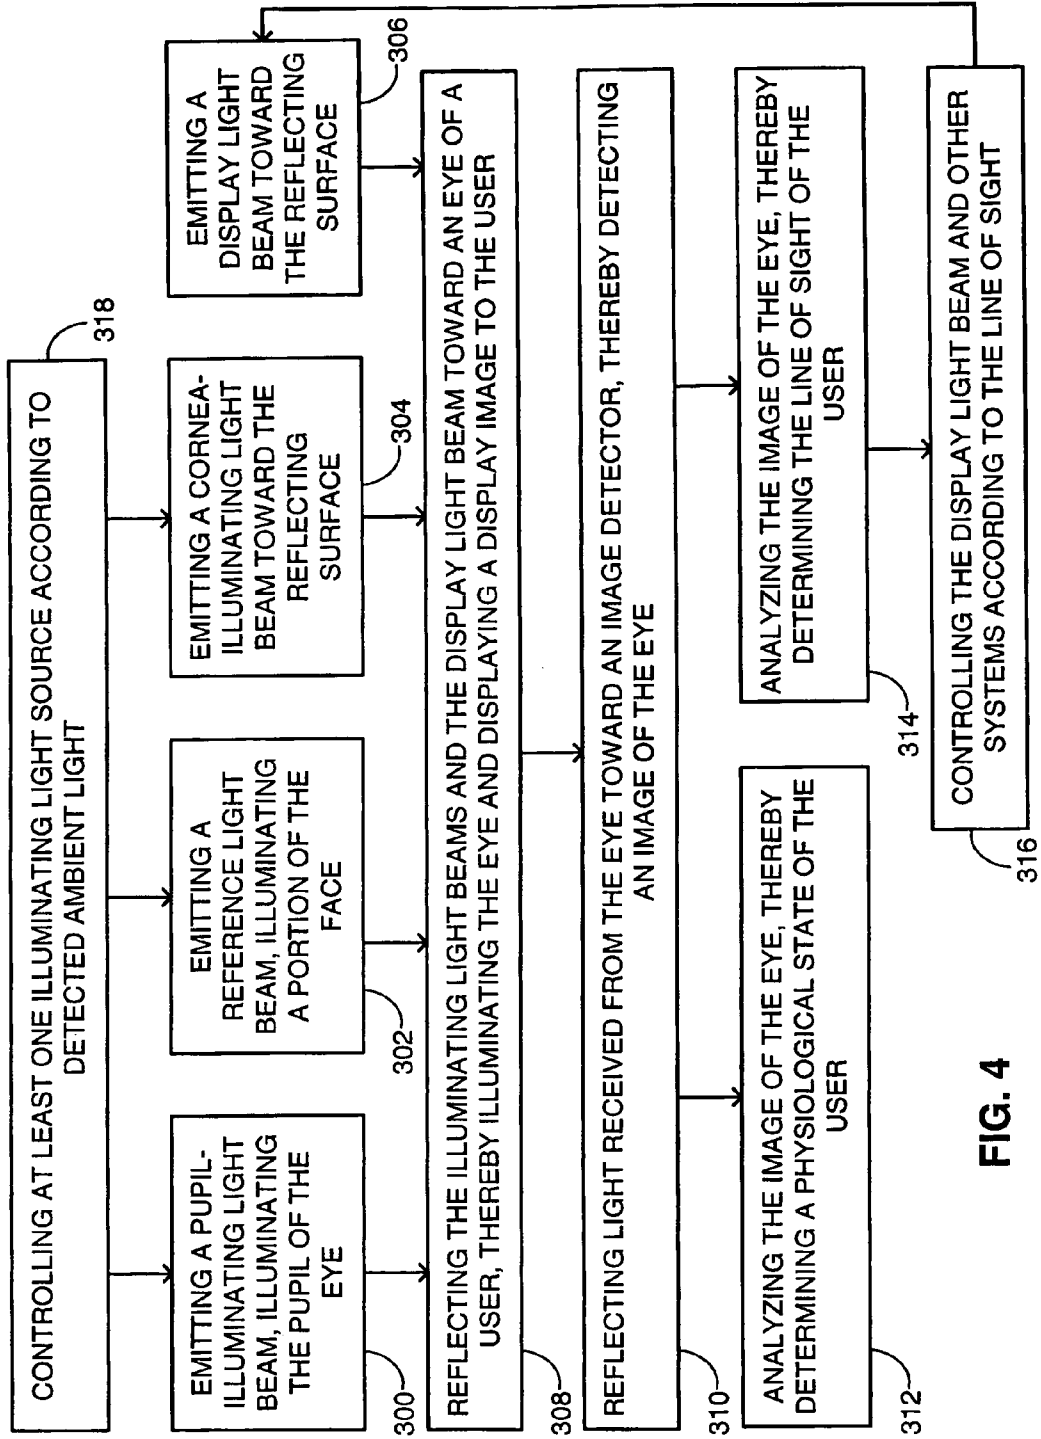 CONTROLLING AT LEAST ONE ILLUMINATING LIGHT SOURCE ACCORDING TO
DETECTED AMBIENT LIGHT
318
EMITTING A PUPIL-
ILLUMINATING LIGHT
BEAM, ILLUMINATING
THE PUPIL OF THE
EYE
300
EMITTING A
REFERENCE LIGHT
BEAM, ILLUMINATING
A PORTION OF THE
FACE
302
EMITTING A CORNEA-
ILLUMINATING LIGHT
BEAM TOWARD THE
REFLECTING
SURFACE
304
EMITTING A
DISPLAY LIGHT
BEAM TOWARD
THE REFLECTING
SURFACE
306
REFLECTING THE ILLUMINATING LIGHT BEAMS AND THE DISPLAY LIGHT BEAM TOWARD AN EYE OF A
USER, THEREBY ILLUMINATING THE EYE AND DISPLAYING A DISPLAY IMAGE TO THE USER
308
REFLECTING LIGHT RECEIVED FROM THE EYE TOWARD AN IMAGE DETECTOR, THEREBY DETECTING
AN IMAGE OF THE EYE
310
ANALYZING THE IMAGE OF THE EYE, THEREBY
DETERMINING A PHYSIOLOGICAL STATE OF THE
USER
312
ANALYZING THE IMAGE OF THE EYE, THEREBY
DETERMINING THE LINE OF SIGHT OF THE
USER
314
CONTROLLING THE DISPLAY LIGHT BEAM AND OTHER
SYSTEMS ACCORDING TO THE LINE OF SIGHT
316
FIG. 4